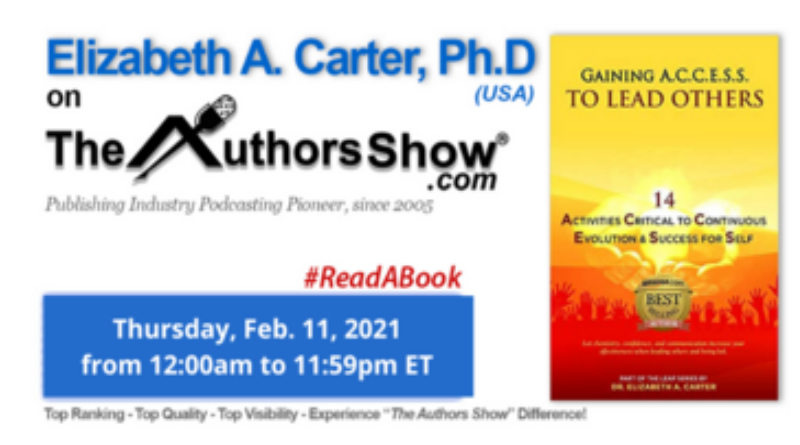 Elizabeth A. Carter, Ph.D
on
(USA)
TheAuthorsShow®
.com
Publishing Industry Podcasting Pioneer, since 2005
#ReadABook
Thursday, Feb. 11, 2021
from 12:00am to 11:59pm ET
Top Ranking - Top Quality - Top Visibility - Experience "The Authors Show" Difference!
GAINING A.C.C.E.S.S.
TO LEAD OTHERS
14
ACTIVITIES CRITICAL TO CONTINUOUS
EVOLUTION & SUCCESS FOR SELF
BEST
PART OF THE LEAP SERIES BY
DR. ELIZABETH A. CARTER